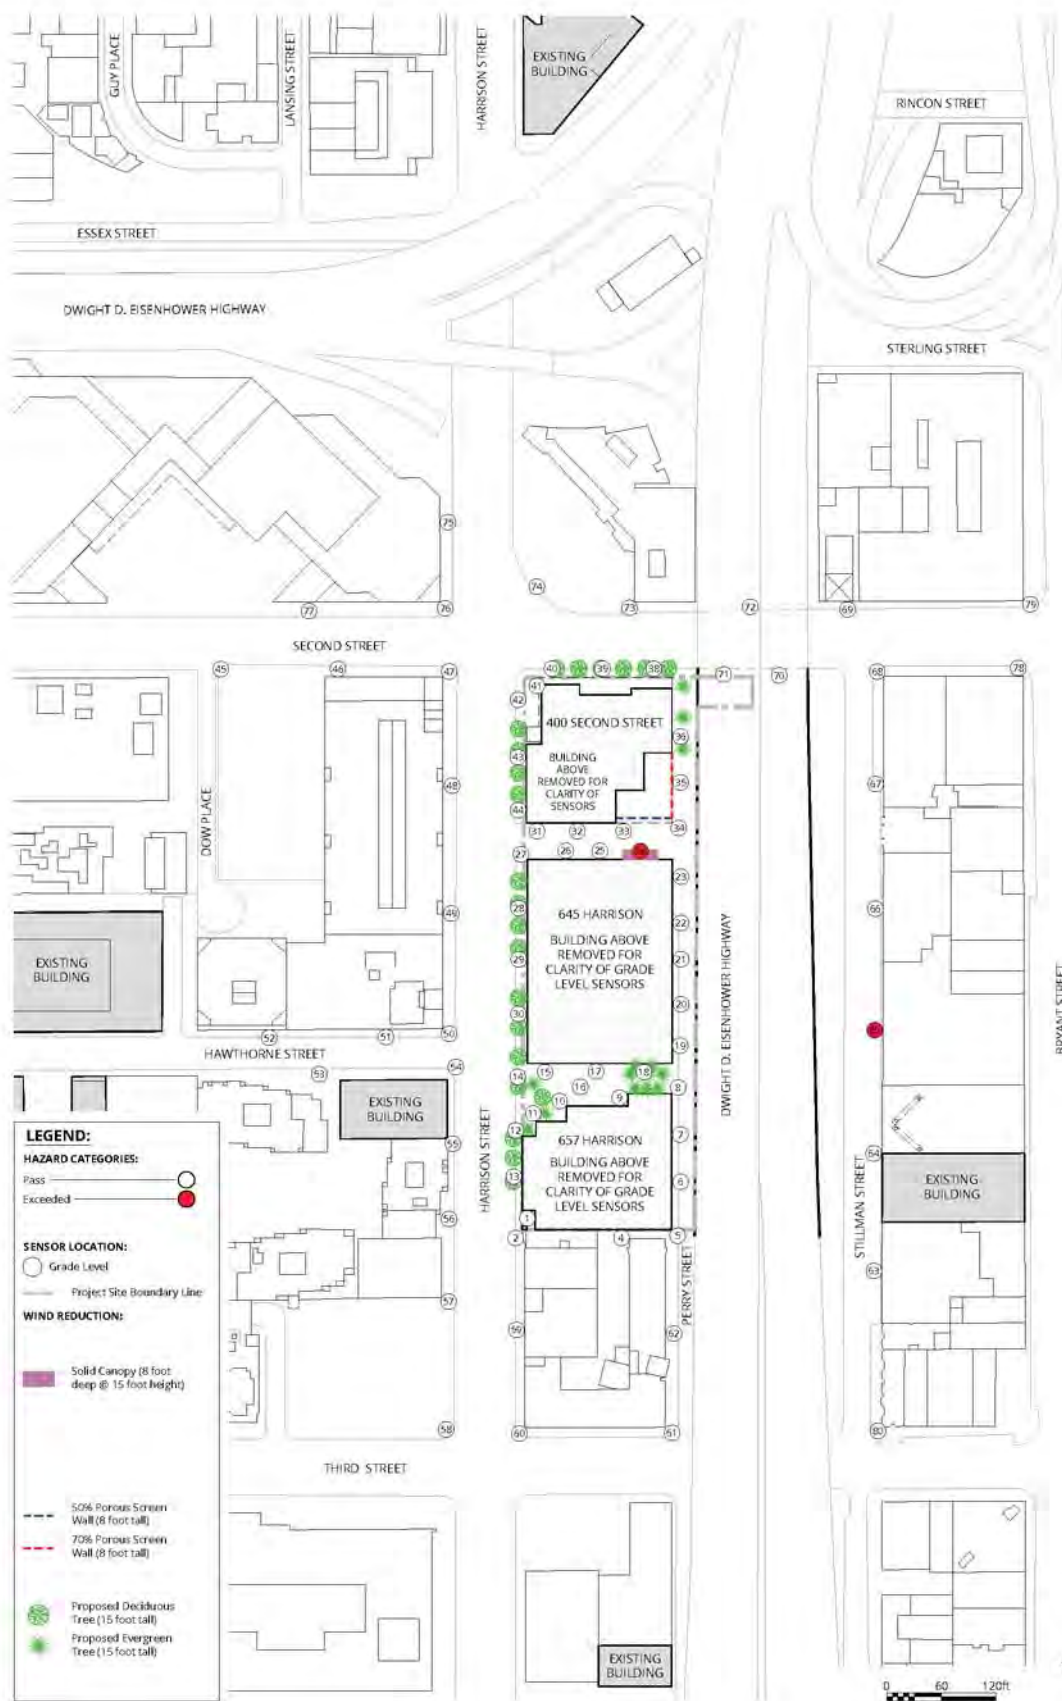 GUY PLACE
LANSING STREET
HARRISON STREET
EXISTING
BUILDING
RINCON STREET
ESSEX STREET
DWIGHT D. EISENHOWER HIGHWAY
STERLING STREET
75
74
77
76
73
72
69
79
SECOND STREET
45
46
47
40
39
38
71
70
68
78
41
42
400 SECOND STREET
36
43
BUILDING
ABOVE
REMOVED FOR
CLARITY OF
SENSORS
35
48
67
44
DOW PLACE
31
32
33
34
27
26
25
23
28
49
645 HARRISON
22
66
BUILDING ABOVE
REMOVED FOR
CLARITY OF GRADE
LEVEL SENSORS
29
21
EXISTING
BUILDING
DWIGHT D. EISENHOWER HIGHWAY
BRYANT STREET
30
20
52
51
50
19
HAWTHORNE STREET
53
54
14
15
17
18
16
8
EXISTING
BUILDING
10
9
11
12
55
HARRISON STREET
657 HARRISON
7
BUILDING ABOVE
REMOVED FOR
CLARITY OF GRADE
LEVEL SENSORS
13
6
64
EXISTING
BUILDING
STILLMAN STREET
56
1
2
4
5
63
57
PERRY STREET
59
62
58
60
61
80
THIRD STREET
EXISTING
BUILDING
LEGEND:
HAZARD CATEGORIES:
Pass
Exceeded
SENSOR LOCATION:
Grade Level
Project Site Boundary Line
WIND REDUCTION:
Solid Canopy (8 foot
deep @ 15 foot height)
50% Porous Screen
Wall (8 foot tall)
70% Porous Screen
Wall (8 foot tall)
Proposed Deciduous
Tree (15 foot tall)
Proposed Evergreen
Tree (15 foot tall)
0 60 120ft